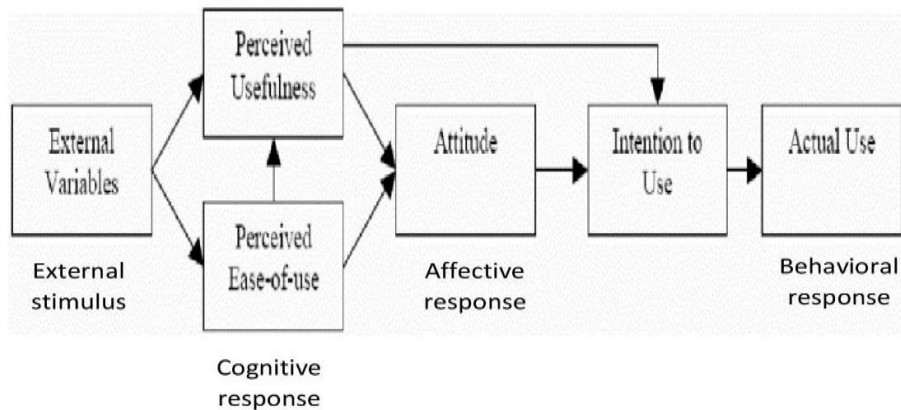 Perceived
Usefulness
External
Variables
Attitude
Intention to
Use
Actual Use
Perceived
Ease-of-use
External
stimulus
Affective
response
Behavioral
response
Cognitive
response